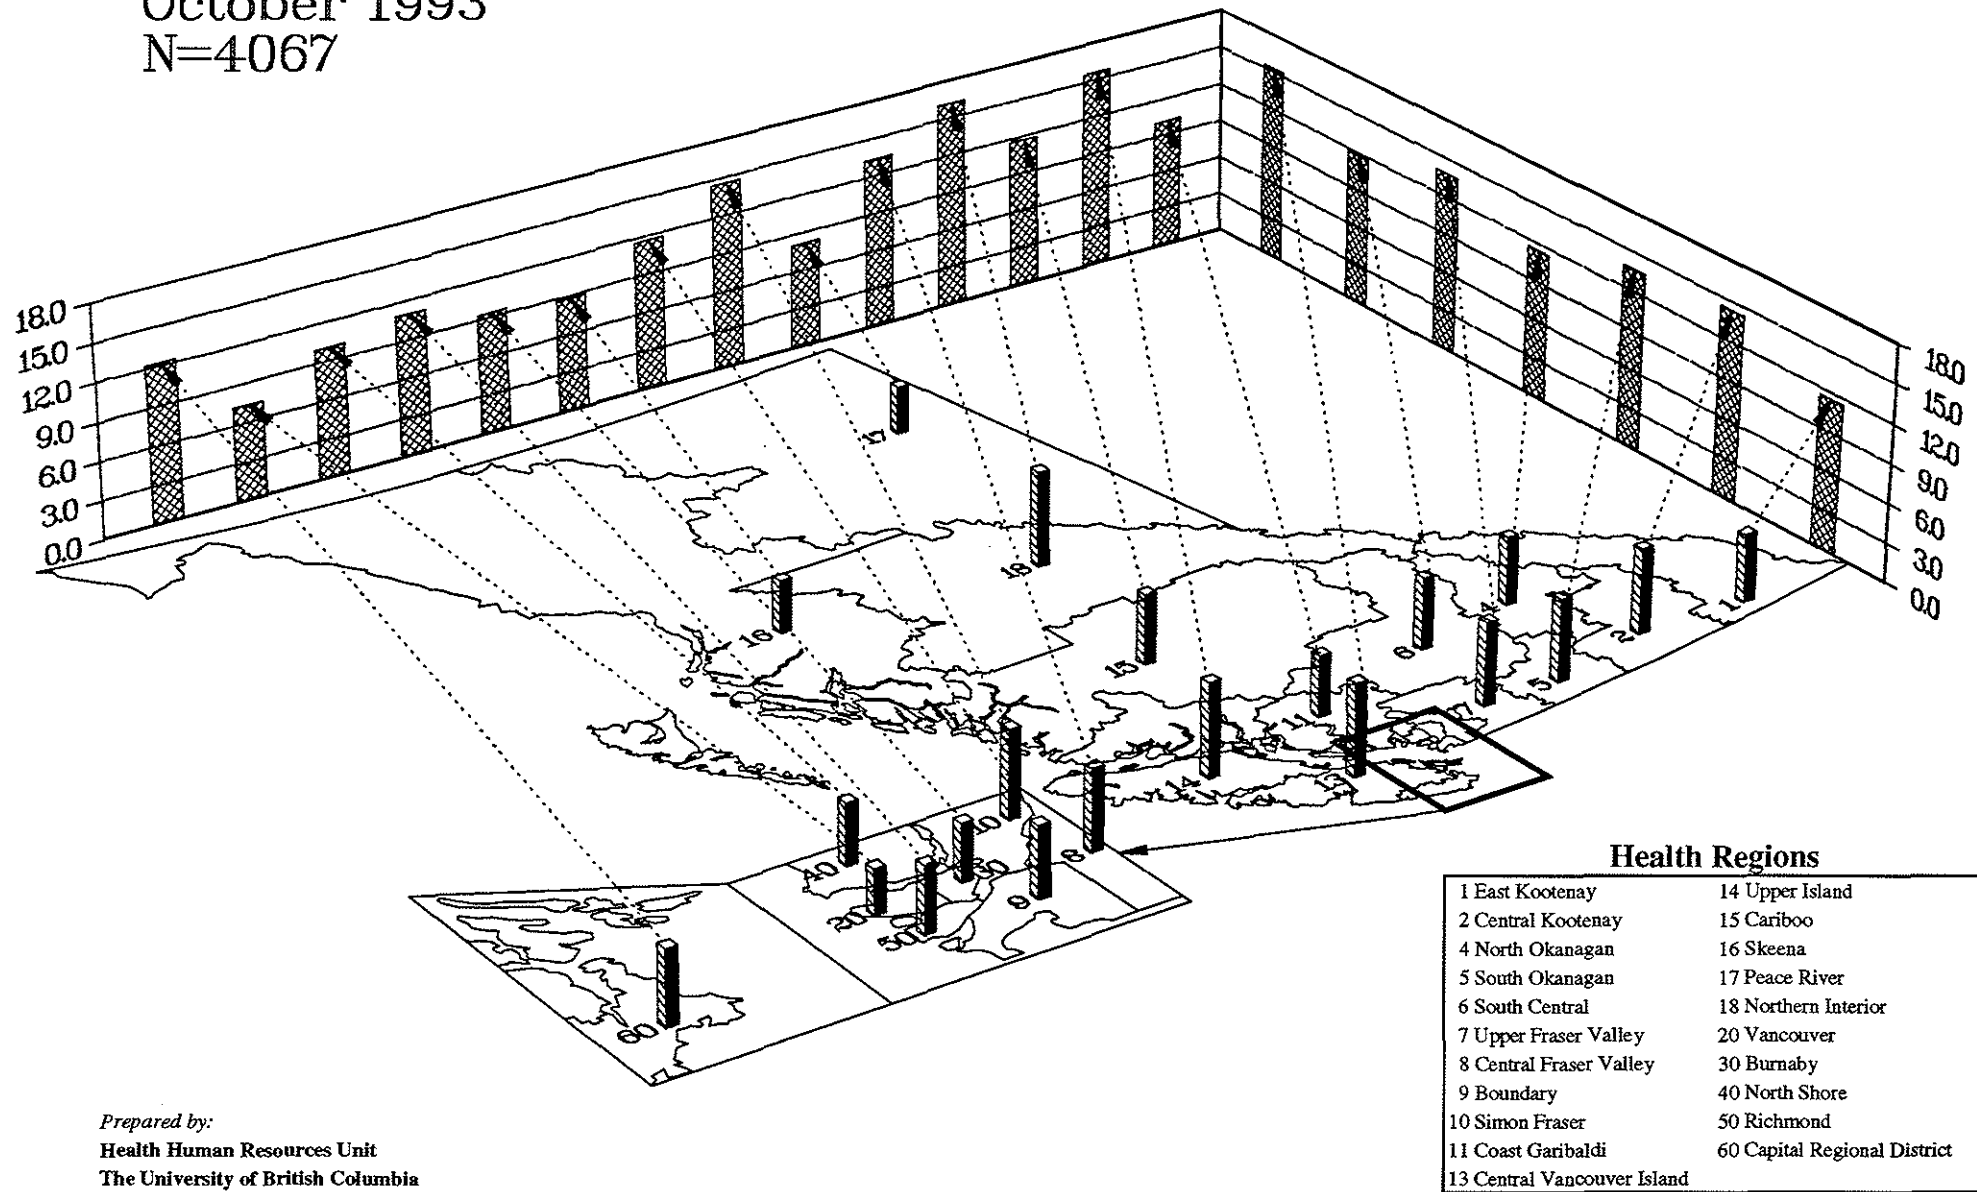 October 1993
N=4067
18.0
15.0
12.0
9.0
6.0
3.0
0.0
18.0
15.0
12.0
9.0
6.0
3.0
0.0
17
18
16
15
6
4
2
1
5
7
11
14
13
10
8
40
30
20
50
9
60
Health Regions
1 East Kootenay
2 Central Kootenay
4 North Okanagan
5 South Okanagan
6 South Central
7 Upper Fraser Valley
8 Central Fraser Valley
9 Boundary
10 Simon Fraser
11 Coast Garibaldi
13 Central Vancouver Island
14 Upper Island
15 Cariboo
16 Skeena
17 Peace River
18 Northern Interior
20 Vancouver
30 Burnaby
40 North Shore
50 Richmond
60 Capital Regional District
Prepared by:
Health Human Resources Unit
The University of British Columbia